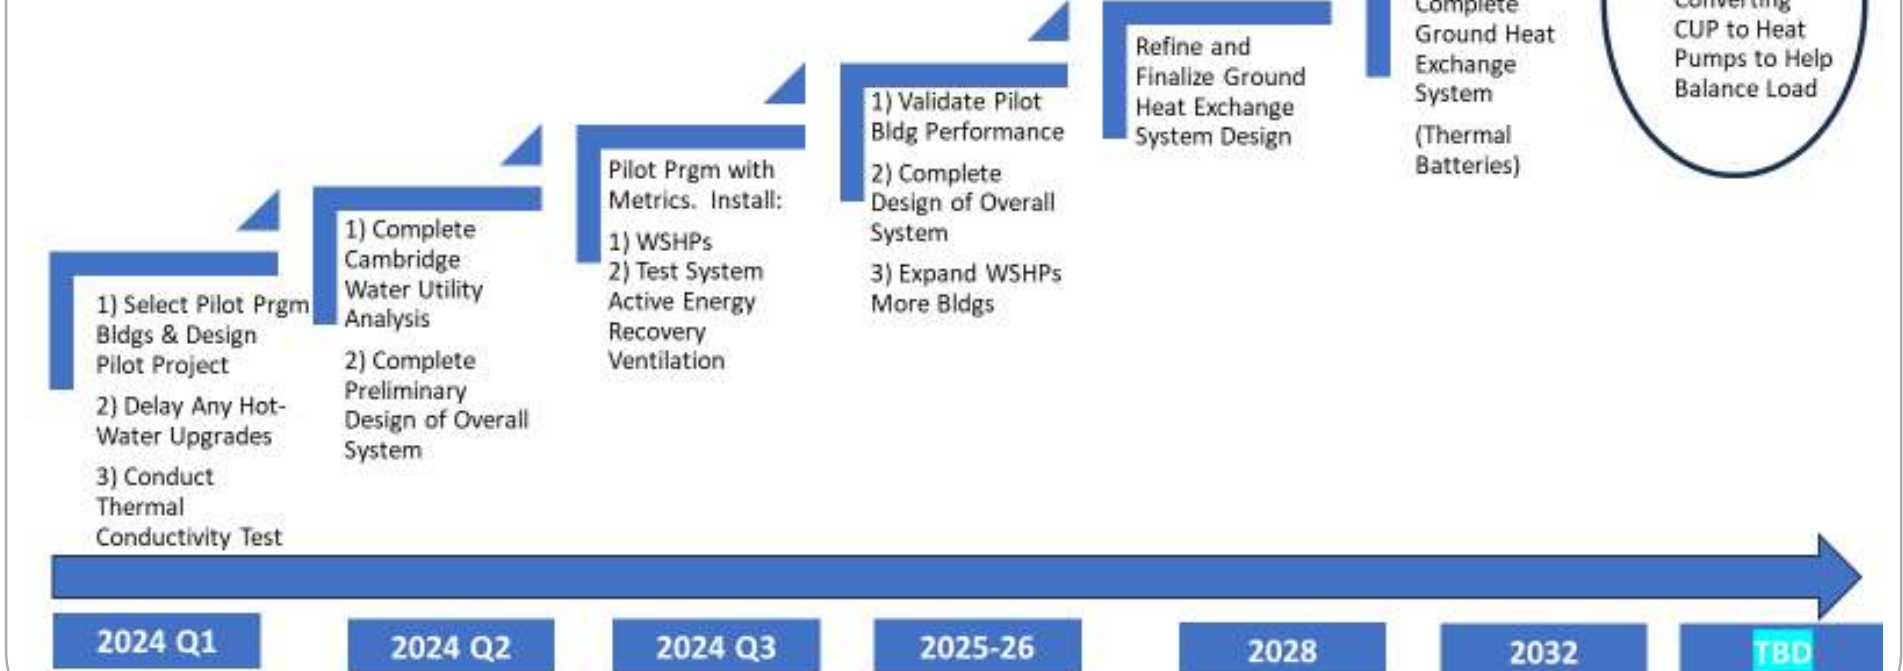 1) Select Pilot Prgm
Bldgs & Design
Pilot Project
2) Delay Any Hot-
Water Upgrades
3) Conduct
Thermal
Conductivity Test
1) Complete
Cambridge
Water Utility
Analysis
2) Complete
Preliminary
Design of Overall
System
Pilot Prgm with
Metrics. Install:
1) WSHPs
2) Test System
Active Energy
Recovery
Ventilation
1) Validate Pilot
Bldg Performance
2) Complete
Design of Overall
System
3) Expand WSHPs
More Bldgs
Refine and
Finalize Ground
Heat Exchange
System Design
Complete
Ground Heat
Exchange
System
(Thermal
Batteries)
Converting
CUP to Heat
Pumps to Help
Balance Load
2024 Q1
2024 Q2
2024 Q3
2025-26
2028
2032
TBD